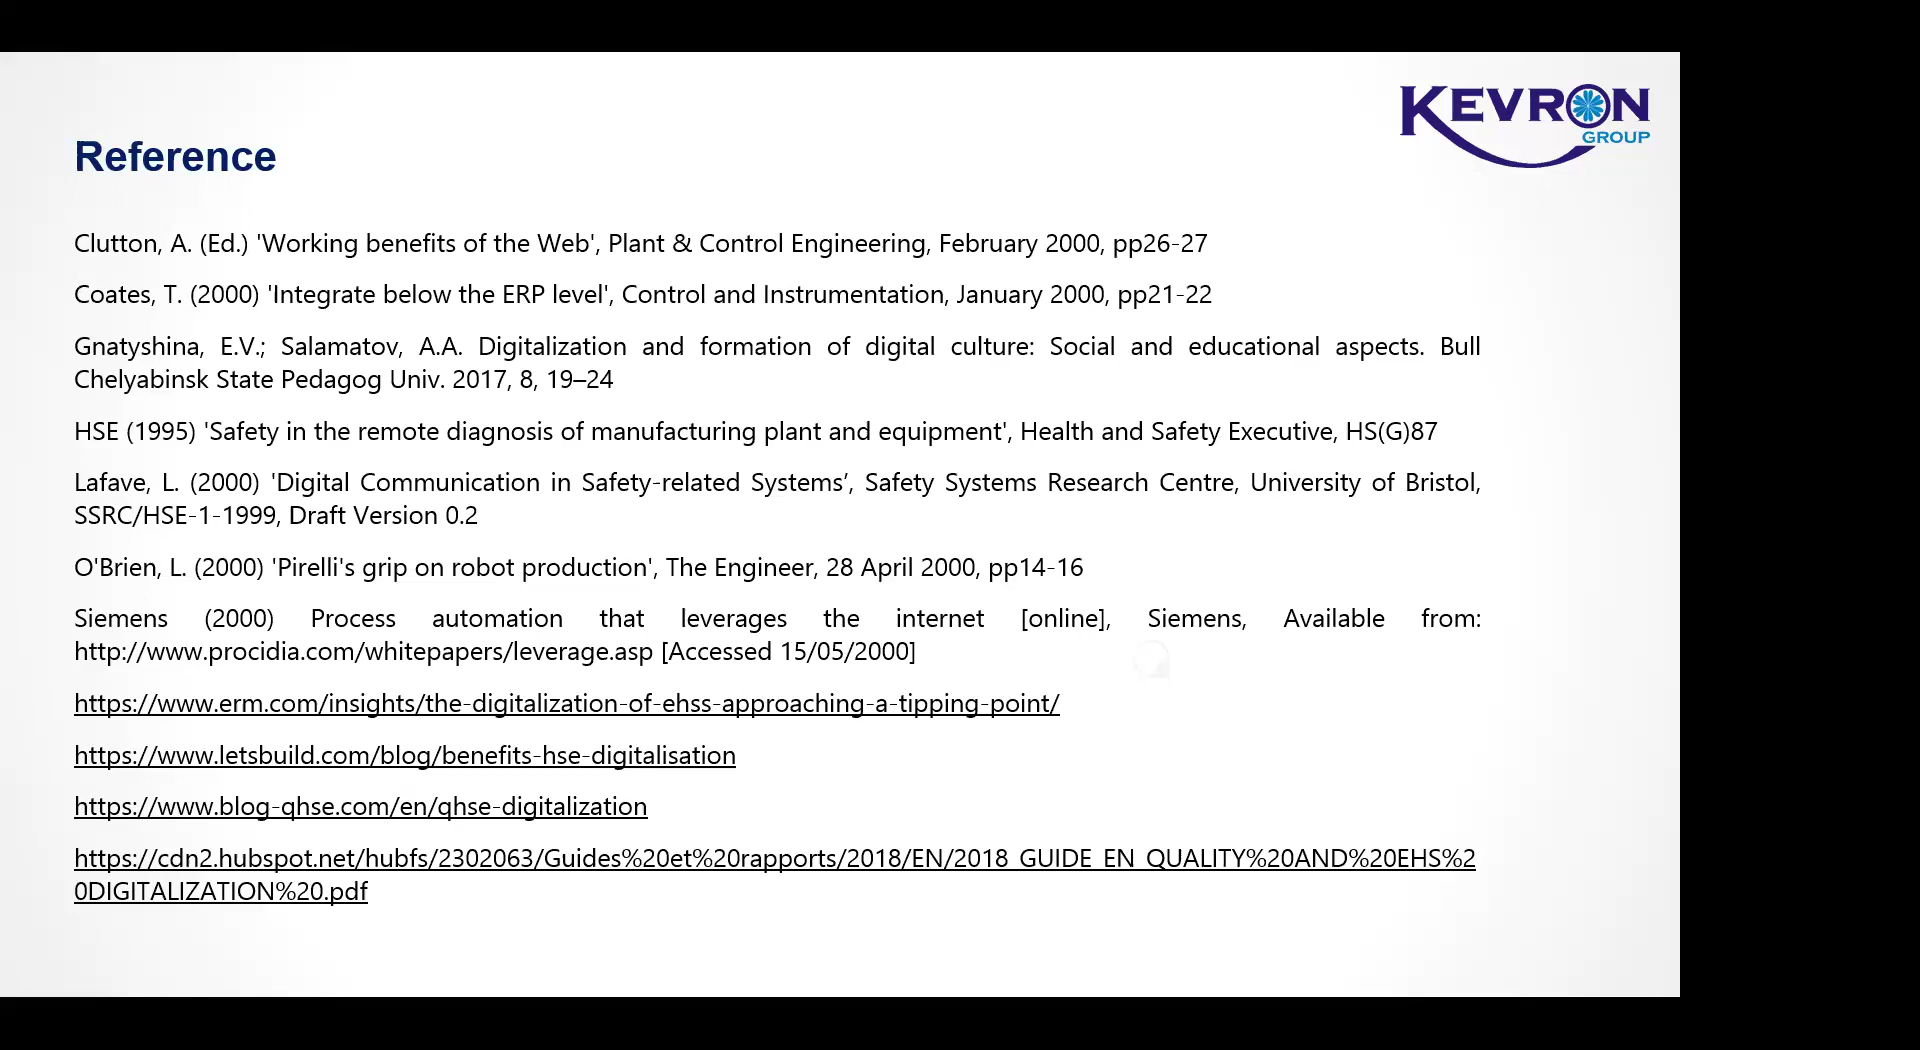 KEVRON
GROUP
Reference
Clutton, A. (Ed.) 'Working benefits of the Web', Plant & Control Engineering, February 2000, pp26-27
Coates, T. (2000) 'Integrate below the ERP level', Control and Instrumentation, January 2000, pp21-22
Gnatyshina, E.V.; Salamatov, A.A. Digitalization and formation of digital culture: Social and educational aspects. Bull
Chelyabinsk State Pedagog Univ. 2017, 8, 19–24
HSE (1995) 'Safety in the remote diagnosis of manufacturing plant and equipment', Health and Safety Executive, HS(G)87
Lafave, L. (2000) 'Digital Communication in Safety-related Systems’, Safety Systems Research Centre, University of Bristol,
SSRC/HSE-1-1999, Draft Version 0.2
O'Brien, L. (2000) 'Pirelli's grip on robot production', The Engineer, 28 April 2000, pp14-16
Siemens (2000) Process automation that leverages the internet [online], Siemens, Available from:
http://www.procidia.com/whitepapers/leverage.asp [Accessed 15/05/2000]
https://www.erm.com/insights/the-digitalization-of-ehss-approaching-a-tipping-point/
https://www.letsbuild.com/blog/benefits-hse-digitalisation
https://www.blog-qhse.com/en/qhse-digitalization
https://cdn2.hubspot.net/hubfs/2302063/Guides%20et%20rapports/2018/EN/2018_GUIDE_EN_QUALITY%20AND%20EHS%2
0DIGITALIZATION%20.pdf